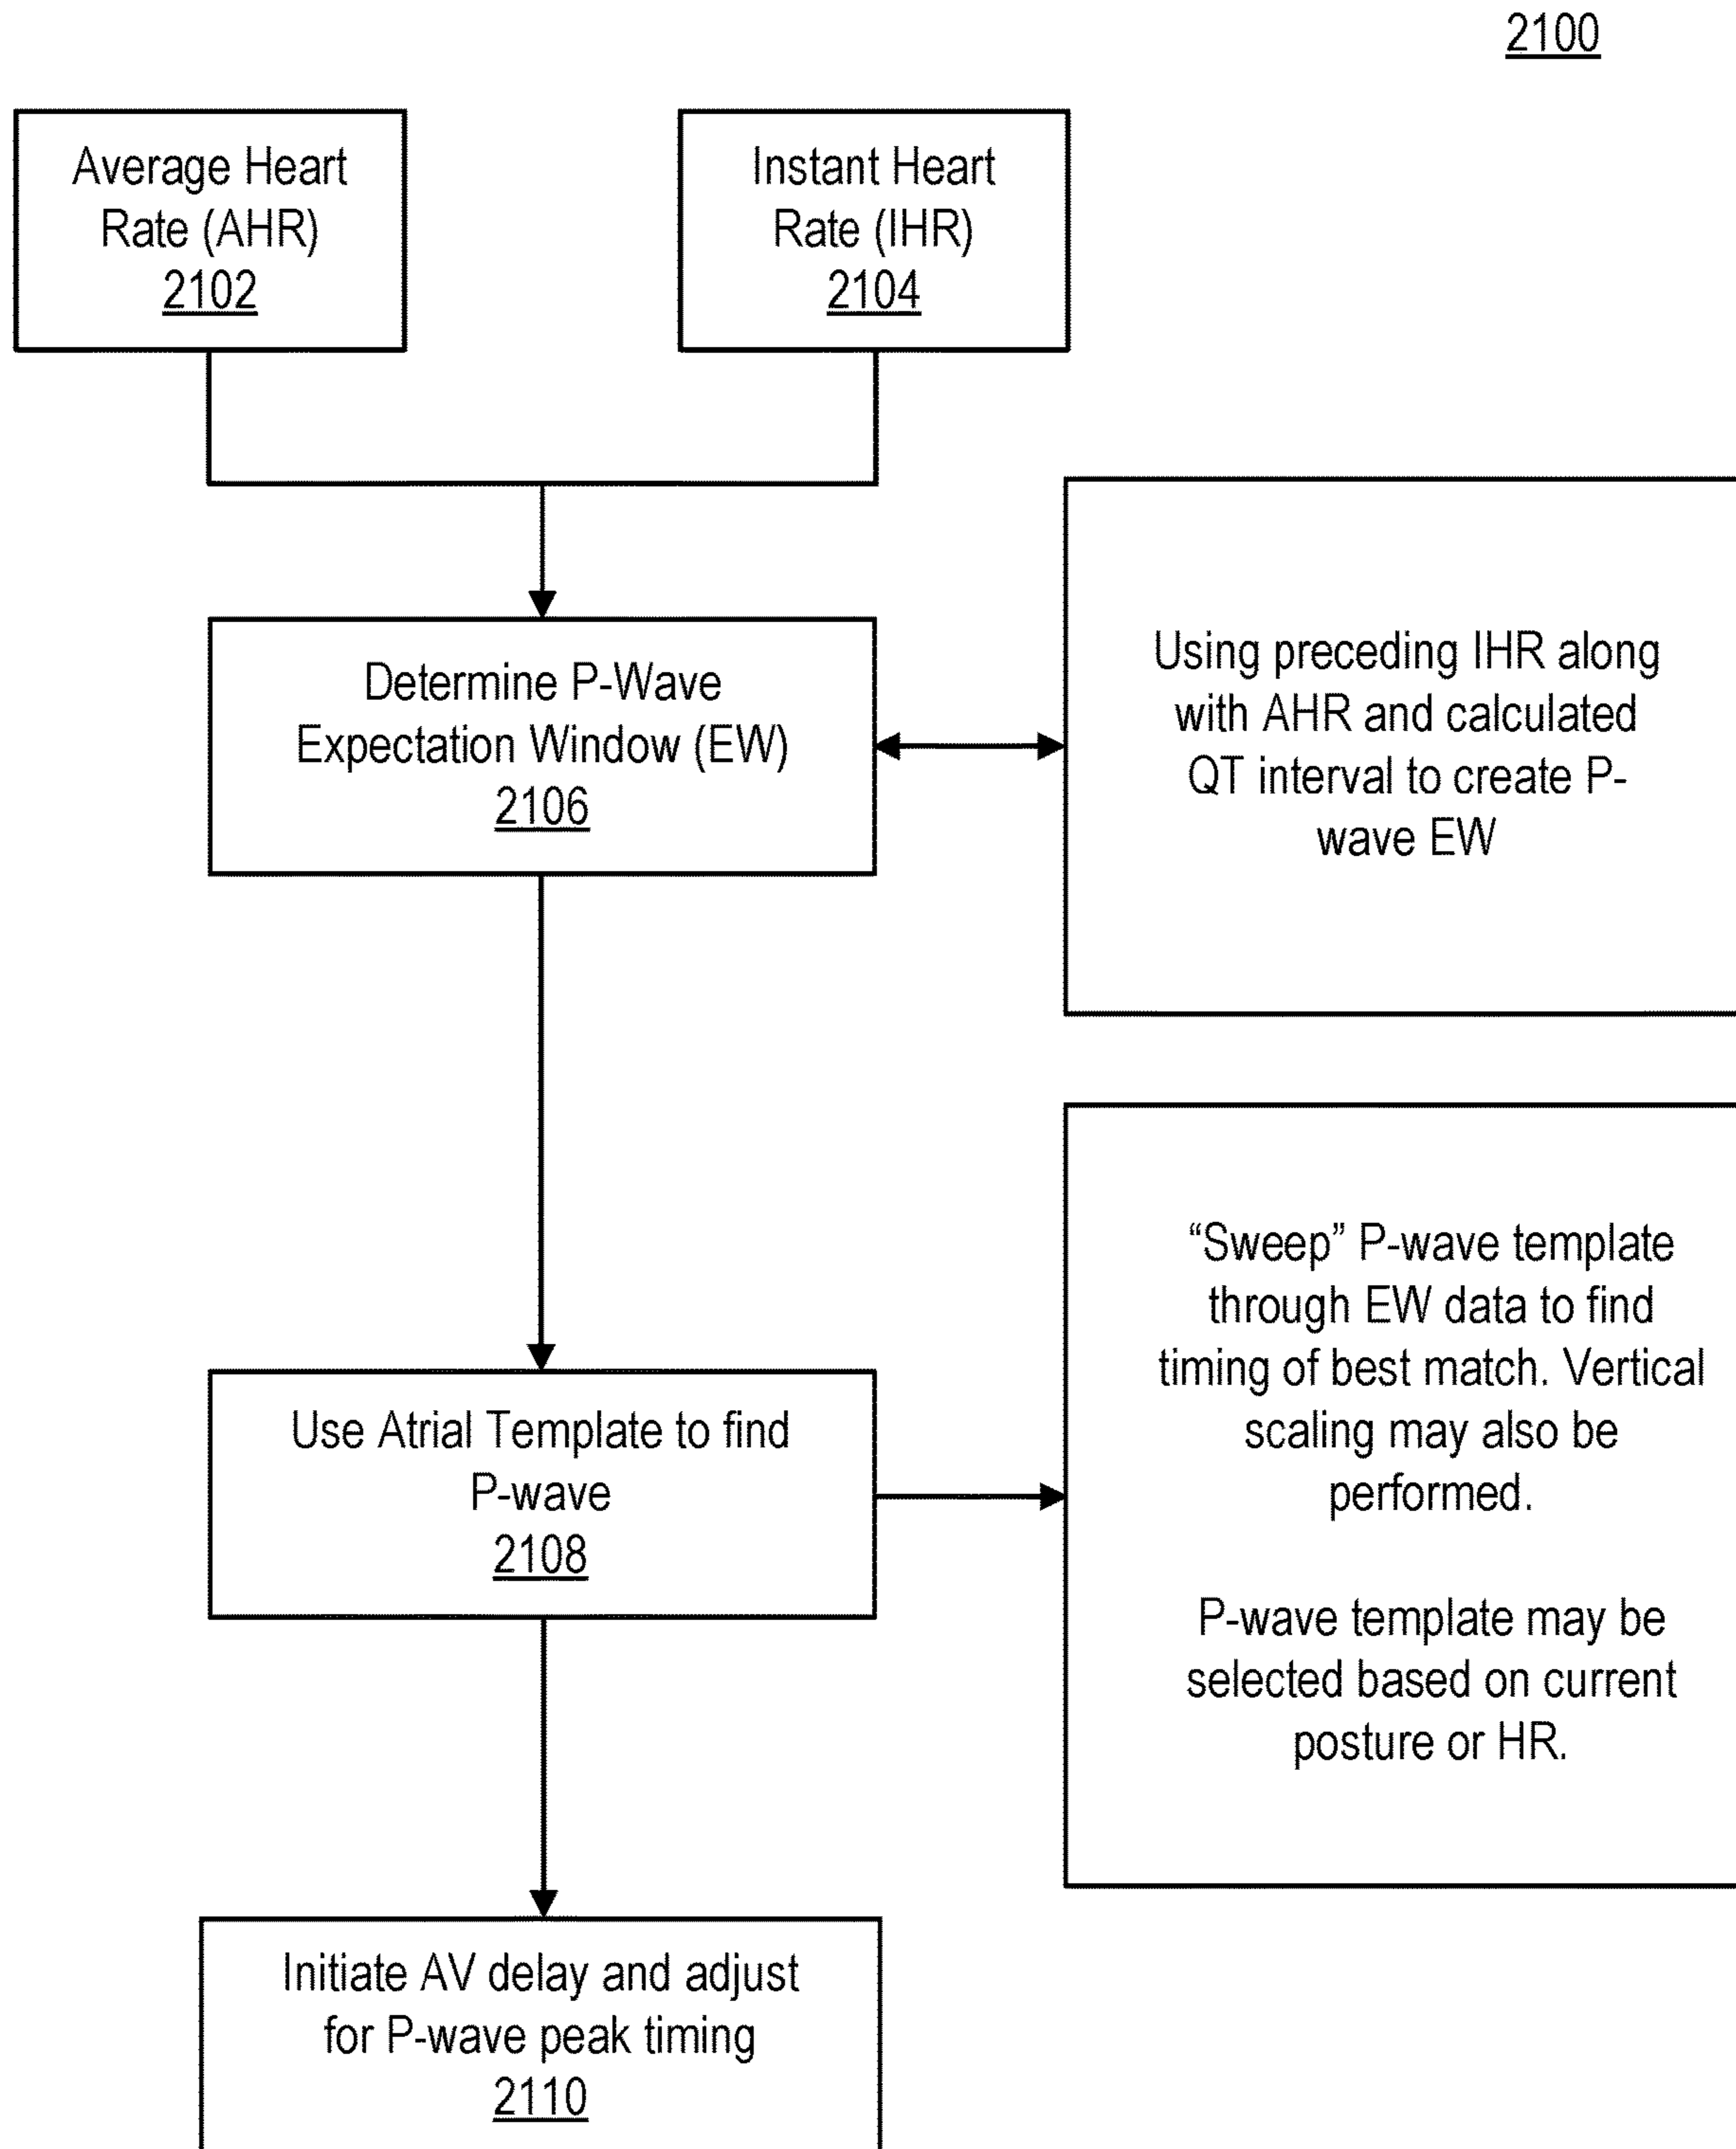 2100
Average Heart
Rate (AHR)
2102
Instant Heart
Rate (IHR)
2104
Determine P-Wave
Expectation Window (EW)
2106
Using preceding IHR along
with AHR and calculated
QT interval to create P-
wave EW
Use Atrial Template to find
P-wave
2108
“Sweep” P-wave template
through EW data to find
timing of best match. Vertical
scaling may also be
performed.
P-wave template may be
selected based on current
posture or HR.
Initiate AV delay and adjust
for P-wave peak timing
2110